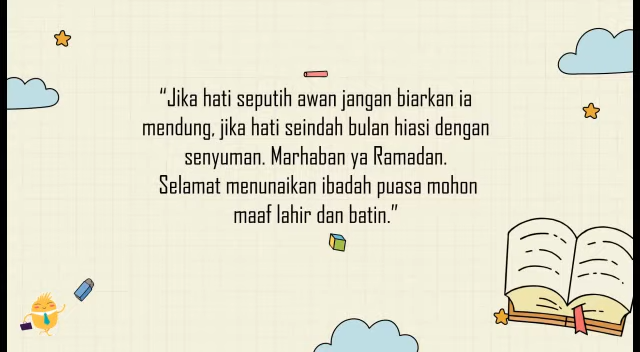 “Jika hati seputih awan jangan biarkan ia
mendung, jika hati seindah bulan hiasi dengan
senyuman. Marhaban ya Ramadan.
Selamat menunaikan ibadah puasa mohon
maaf lahir dan batin.”